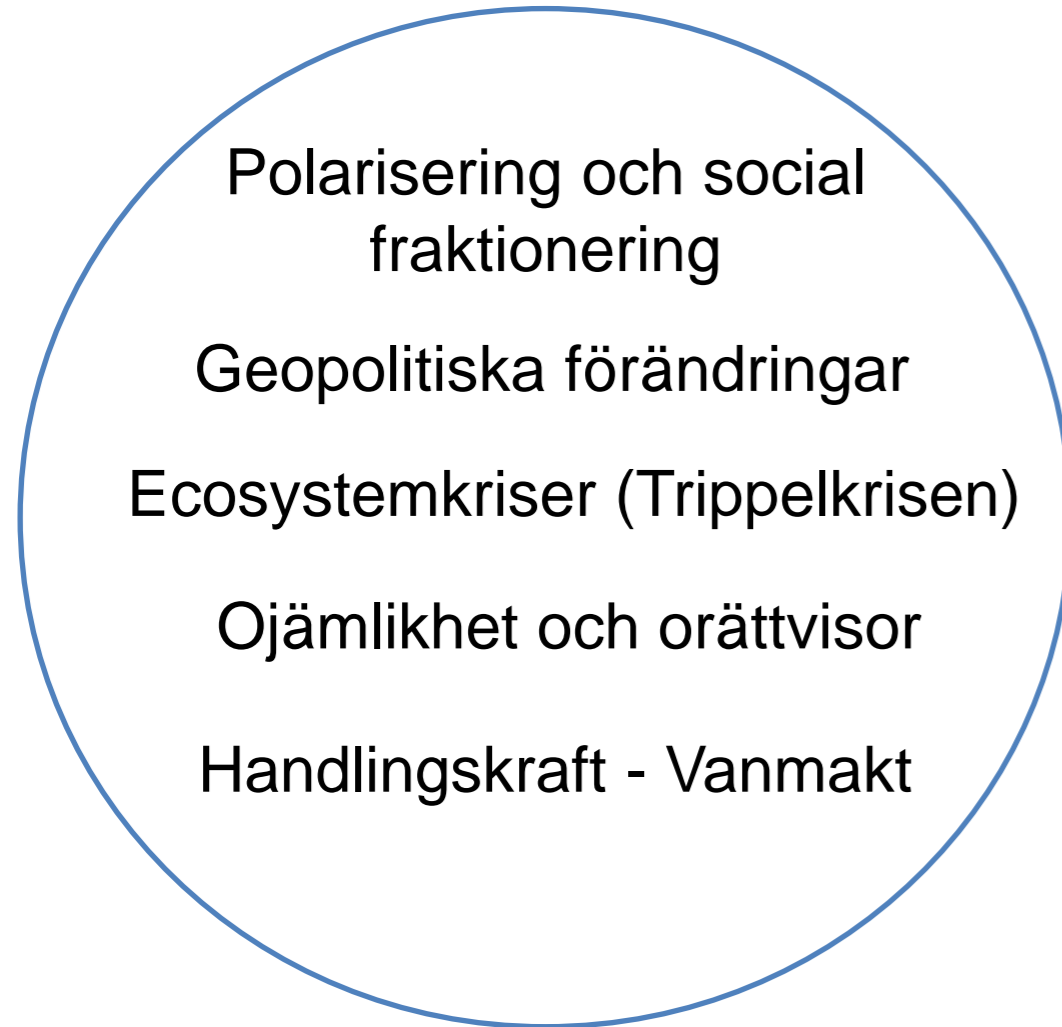 Polarisering och social
fraktionering
Geopolitiska förändringar
Ecosystemkriser (Trippelkrisen)
Ojämlikhet och orättvisor
Handlingskraft - Vanmakt